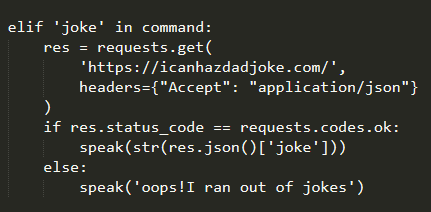 elif 'joke' in command:
    res = requests.get(
        'https://icanhazdadjoke.com/',
        headers={"Accept": "application/json"}
    )
    if res.status_code == requests.codes.ok:
        speak(str(res.json()['joke']))
    else:
        speak('oops!I ran out of jokes')